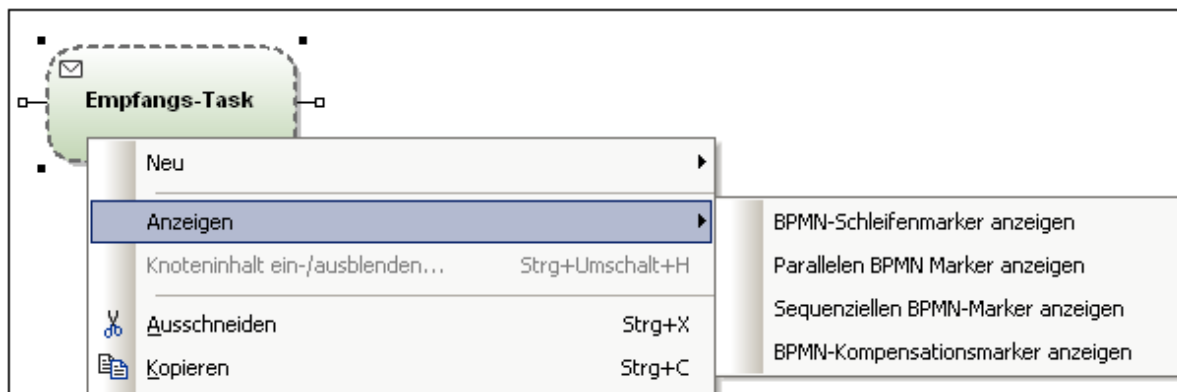 Empfangs-Task
Neu
Anzeigen
Knoteninhalt ein-/ausblenden... Strg+Umschalt+H
Ausschneiden Strg+X
Kopieren Strg+C
BPMN-Schleifenmarker anzeigen
Parallelen BPMN Marker anzeigen
Sequenziellen BPMN-Marker anzeigen
BPMN-Kompensationsmarker anzeigen